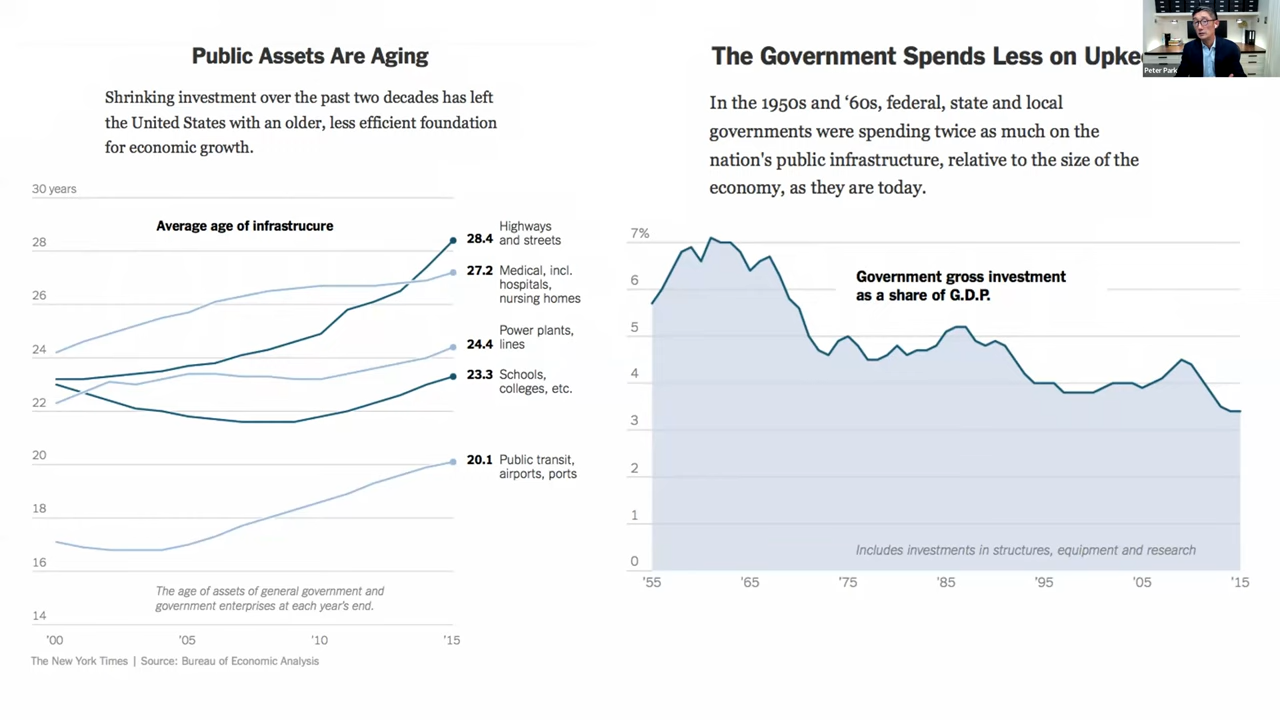 Public Assets Are Aging
Shrinking investment over the past two decades has left
the United States with an older, less efficient foundation
for economic growth.
30 years
28
26
24
22
20
18
16
14
Average age of infrastrucure
28.4 Highways
and streets
27.2 Medical, incl.
hospitals,
nursing homes
Power plants,
24.4 lines
23.3 Schools,
colleges, etc.
20.1 Public transit,
airports, ports
The age of assets of general government and
government enterprises at each year's end.
'00 '05 '10 '15
The New York Times | Source: Bureau of Economic Analysis
The Government Spends Less on
In the 1950s and ‘60s, federal, state and local
governments were spending twice as much on the
nation's public infrastructure, relative to the size of the
economy, as they are today.
7%
6
5
4
3
2
1
0
Government gross investment
as a share of G.D.P.
Includes investments in structures, equipment and research
'55 '65 '75 '85 '95 '05 '15
Peter Park